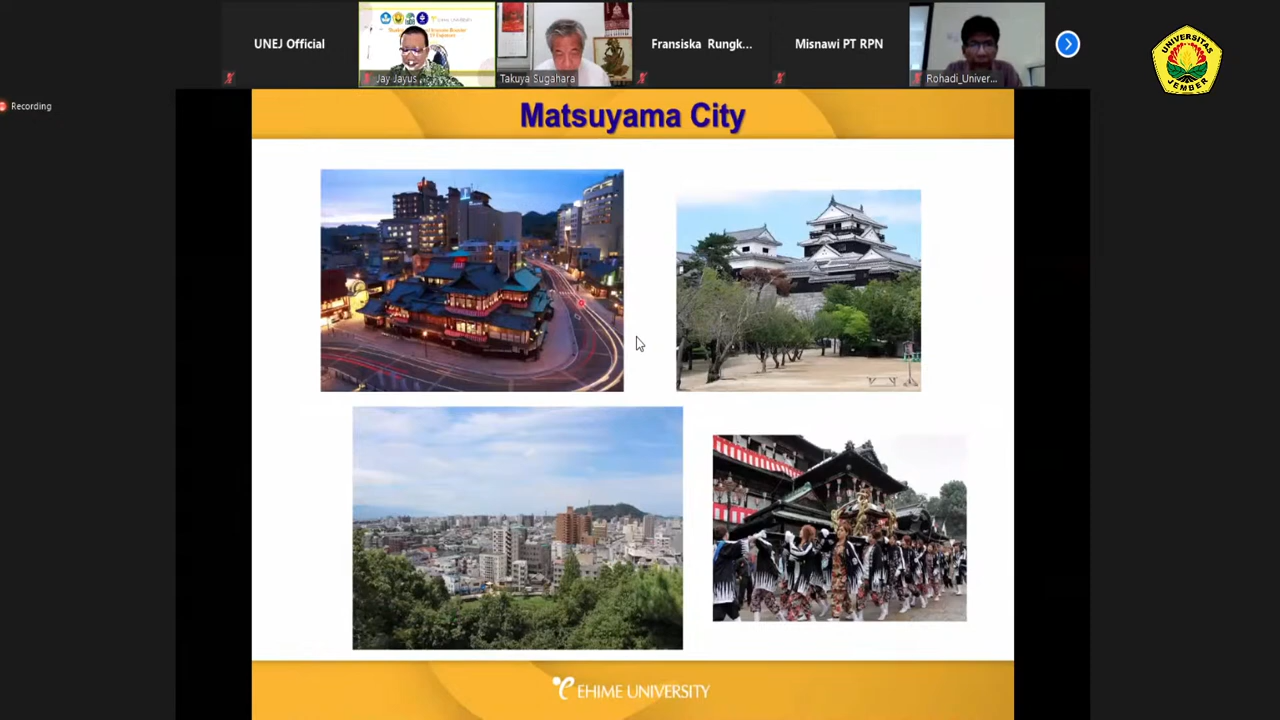 UNEJ Official
Jay Jayus
Takuya Sugahara
Fransiska Rungk...
Misnawi PT RPN
Rohadi_Univer...
UNIVERSITAS
JEMBER
Recording
Matsuyama City
EHIME UNIVERSITY